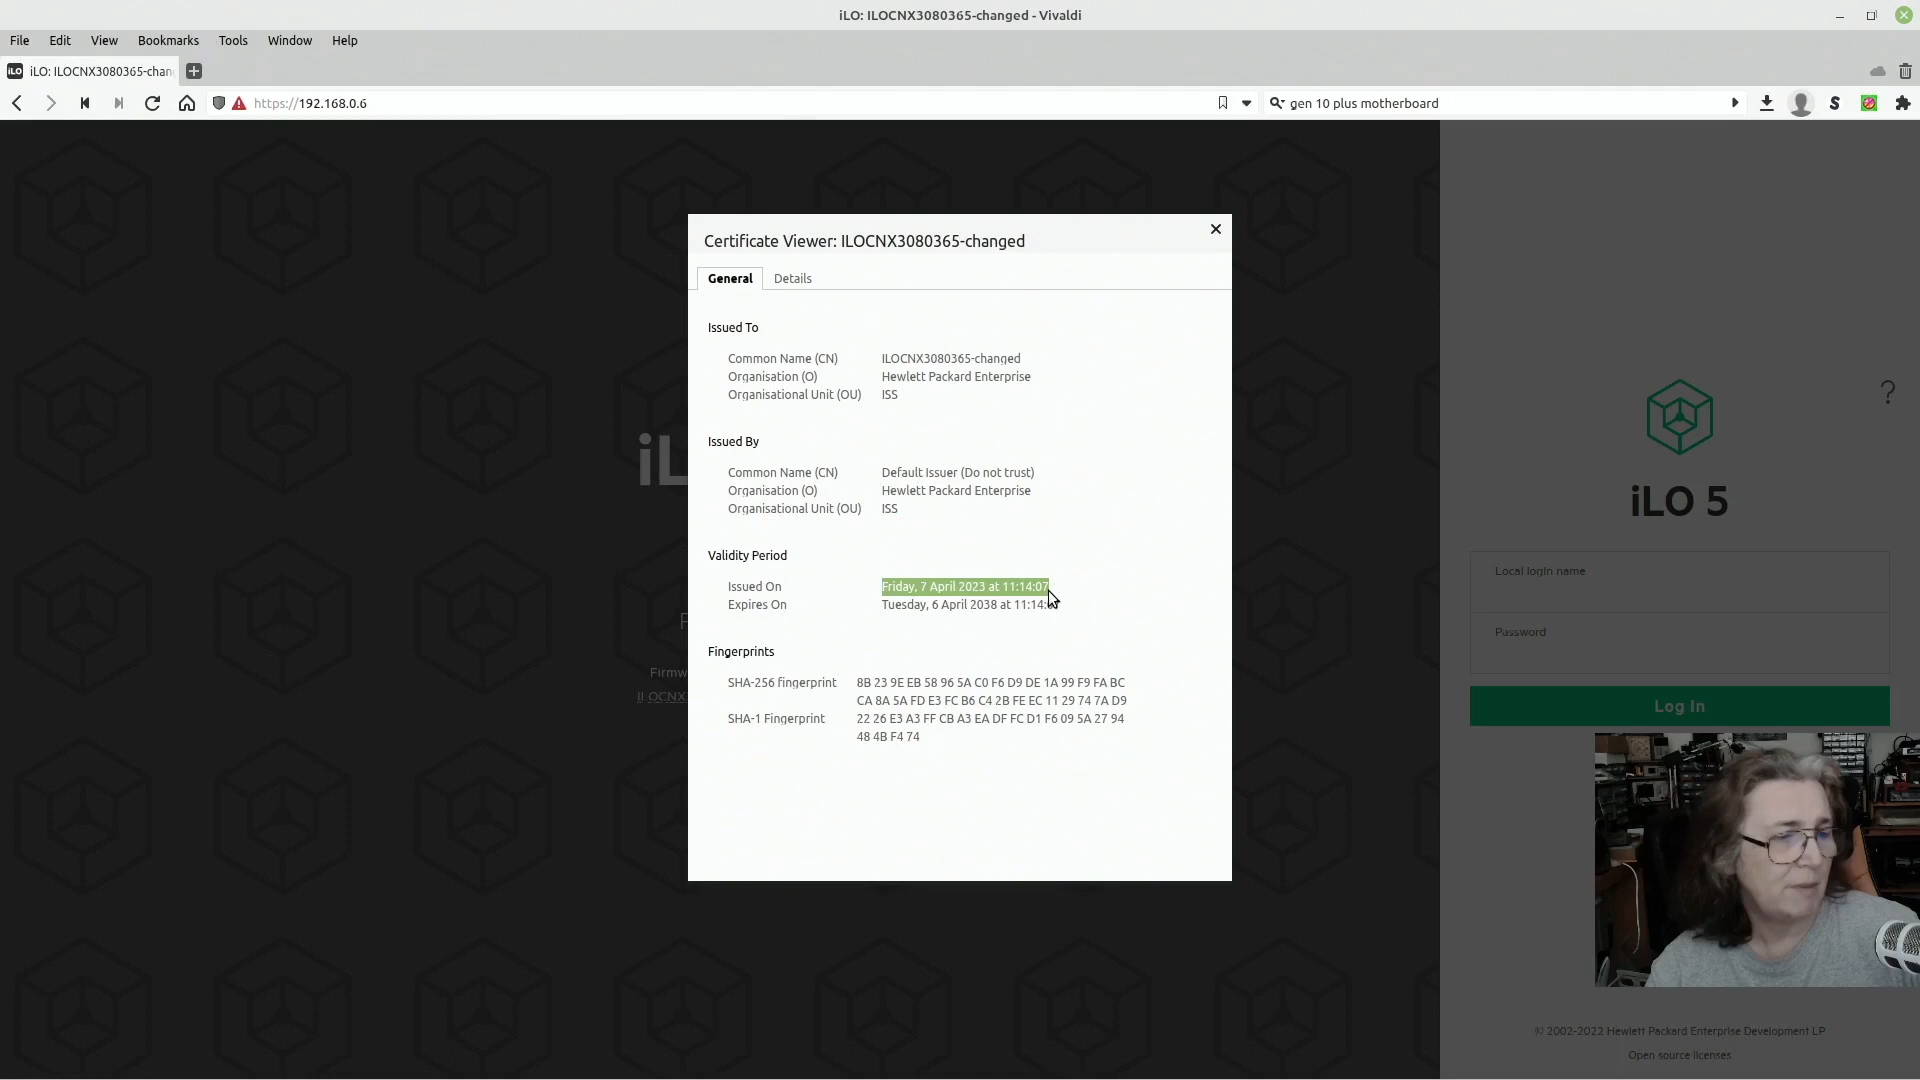 iLO: ILOCNX3080365-changed - Vivaldi
File Edit View Bookmarks Tools Window Help
iLO iLO: ILOCNX3080365-chan
https://192.168.0.6 gen 10 plus motherboard S
Certificate Viewer: ILOCNX3080365-changed
General Details
Issued To
Common Name (CN) ILOCNX3080365-changed
Organisation (O) Hewlett Packard Enterprise
Organisational Unit (OU) ISS
Issued By
Common Name (CN) Default Issuer (Do not trust)
Organisation (O) Hewlett Packard Enterprise
Organisational Unit (OU) ISS
Validity Period
Issued On Friday, 7 April 2023 at 11:14:07
Expires On Tuesday, 6 April 2038 at 11:14:
Fingerprints
SHA-256 fingerprint 8B 23 9E EB 58 96 5A C0 F6 D9 DE 1A 99 F9 FA BC
CA 8A 5A FD E3 FC B6 C4 2B FE EC 11 29 74 7A D9
SHA-1 Fingerprint 22 26 E3 A3 FF CB A3 EA DF FC D1 F6 09 5A 27 94
48 4B F4 74
iL
F
Firmw
ILOCNX
?
iLO 5
Local login name
Password
Log In
© 2002-2022 Hewlett Packard Enterprise Development LP
Open source licenses